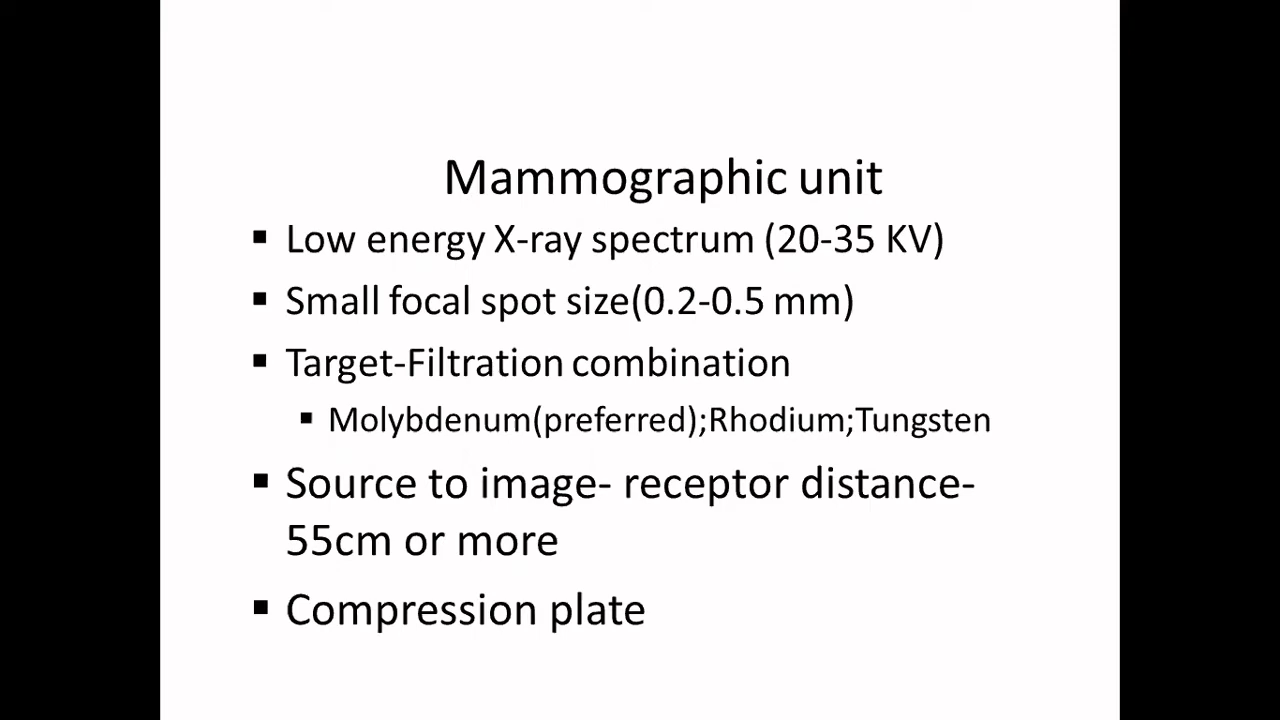 Mammographic unit
▪ Low energy X-ray spectrum (20-35 KV)
▪ Small focal spot size(0.2-0.5 mm)
▪ Target-Filtration combination
▪ Molybdenum(preferred);Rhodium;Tungsten
▪ Source to image- receptor distance-
55cm or more
▪ Compression plate